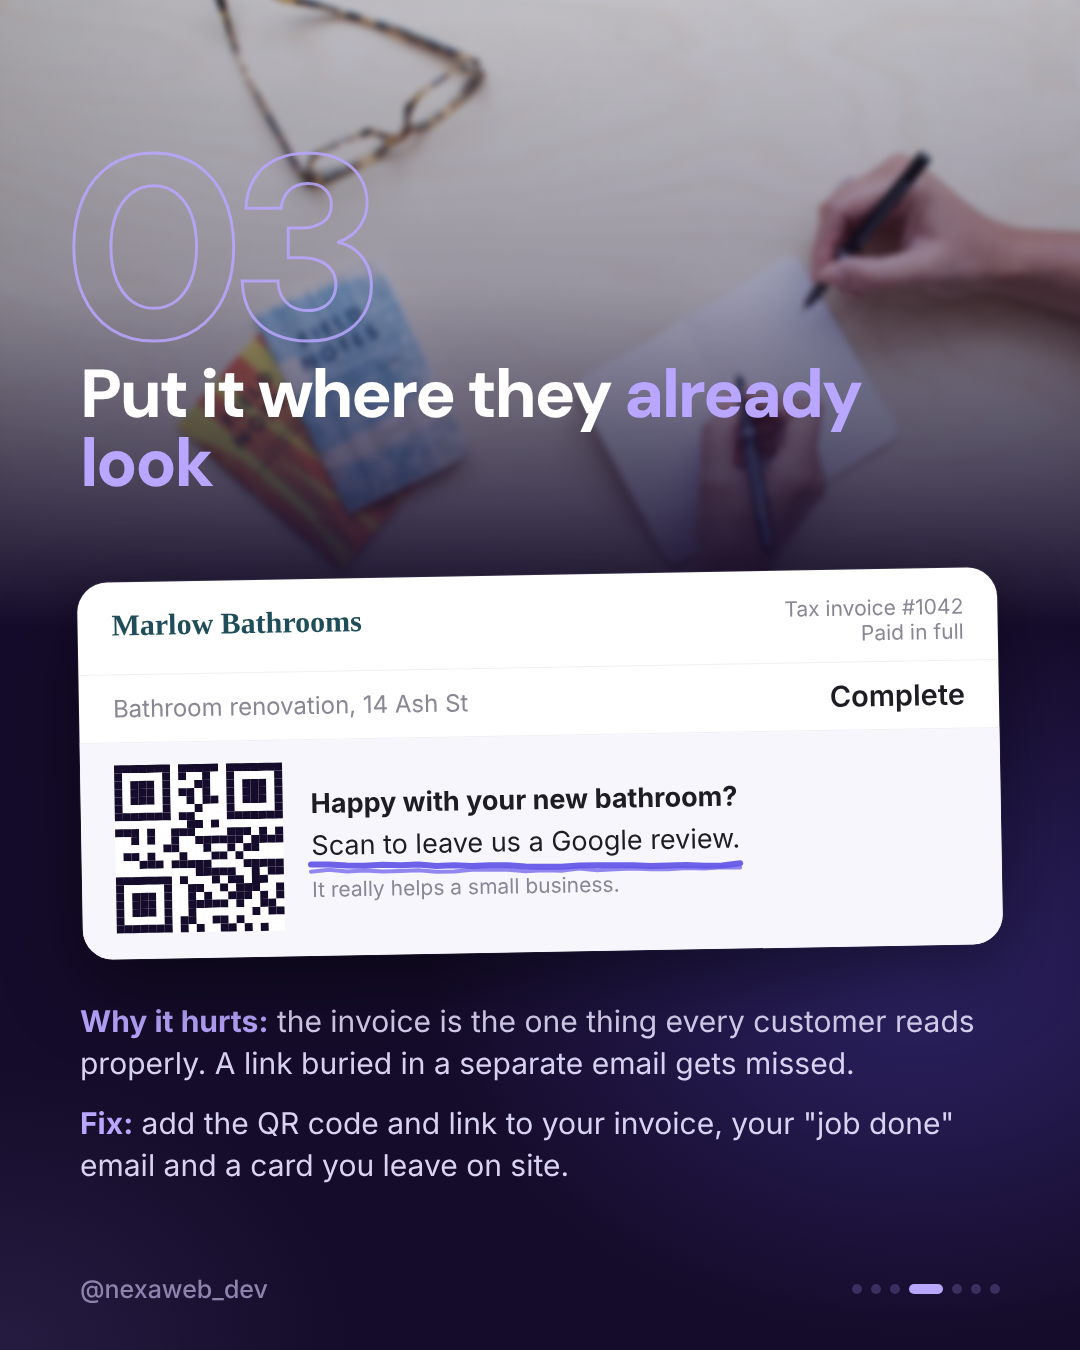 03
FIELD
NOTES
Put it where they already
look
Marlow Bathrooms
Tax invoice #1042
Paid in full
Bathroom renovation, 14 Ash St
Complete
Happy with your new bathroom?
Scan to leave us a Google review.
It really helps a small business.
Why it hurts: the invoice is the one thing every customer reads
properly. A link buried in a separate email gets missed.
Fix: add the QR code and link to your invoice, your "job done"
email and a card you leave on site.
@nexaweb_dev